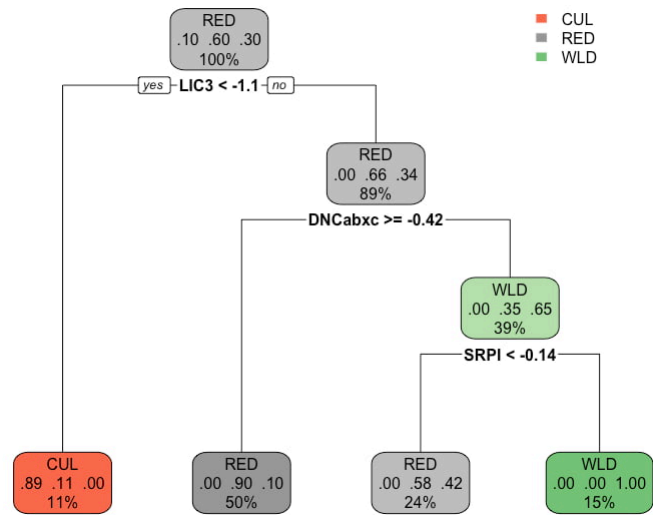 RED
.10 .60 .30
100%
CUL
RED
WLD
yes LIC3 < -1.1 no
RED
.00 .66 .34
89%
DNCabxc >= -0.42
WLD
.00 .35 .65
39%
SRPI < -0.14
CUL
.89 .11 .00
11%
RED
.00 .90 .10
50%
RED
.00 .58 .42
24%
WLD
.00 .00 1.00
15%